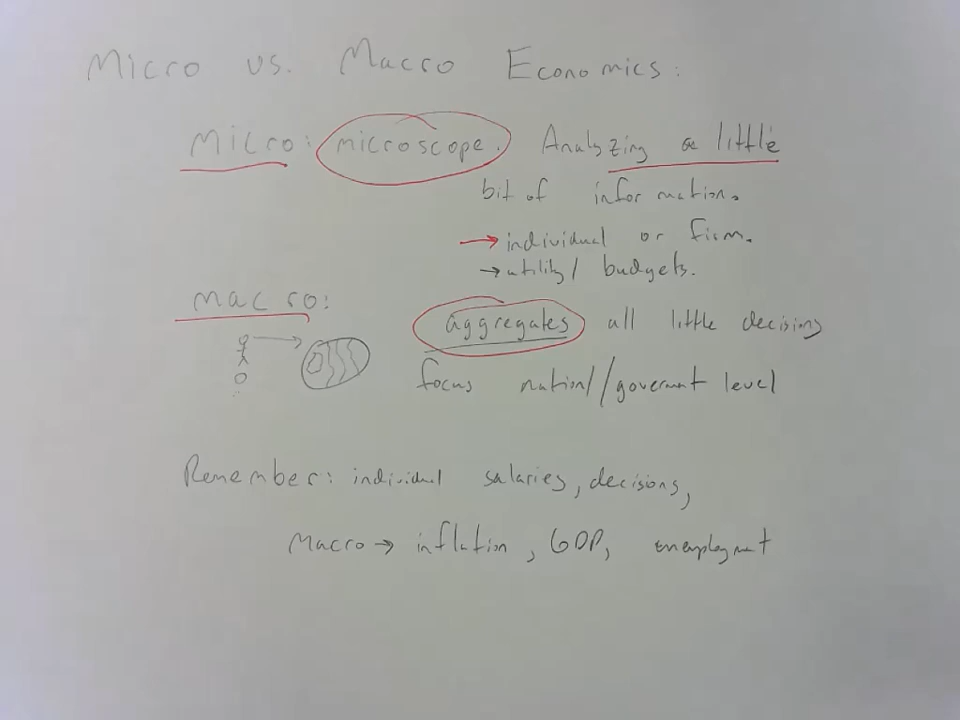 Micro vs. Macro Economics:
Micro: microscope. Analyzing a little
bit of information.
→ individual or firm.
→ utility/ budgets.
Macro: aggregates all little decisions
focus nation//government level
Remember: individual salaries, decisions,
Macro → inflation, GDP, unemployment